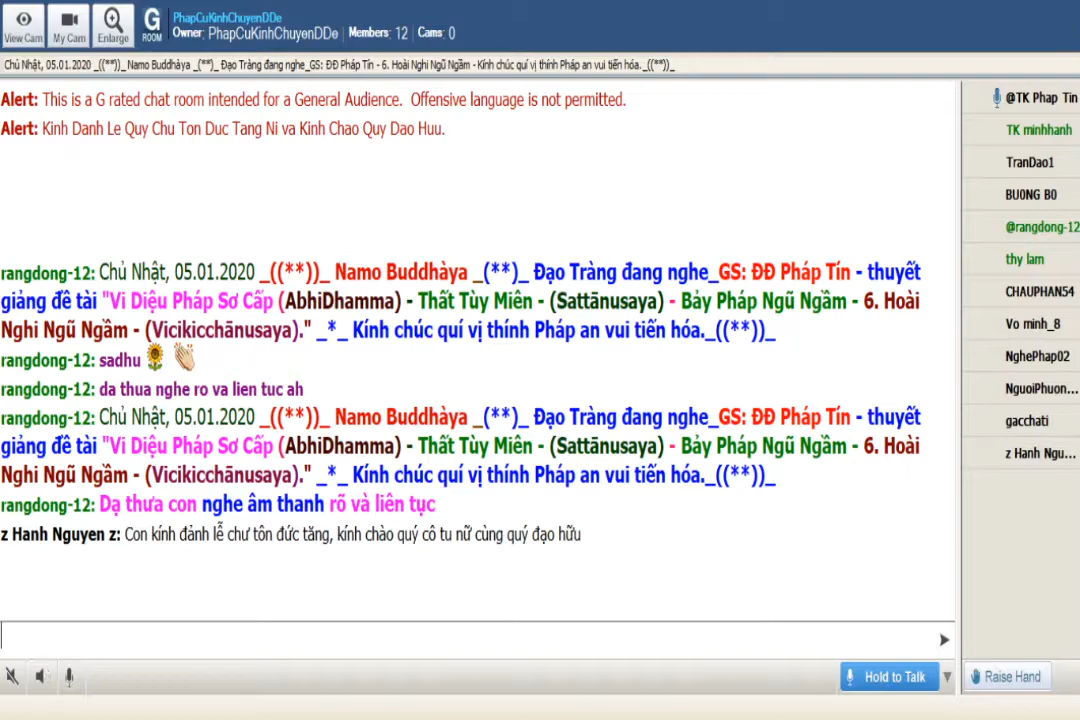 View Cam
My Cam
Enlarge
G
ROOM
PhapCuKinhChuyenDDe
Owner: PhapCuKinhChuyenDDe | Members: 12 | Cams: 0
Chủ Nhật, 05.01.2020 _((**))_ Namo Buddhàya _(**)_ Đạo Tràng đang nghe_GS: ĐĐ Pháp Tín - 6. Hoài Nghi Ngũ Ngầm - Kính chúc quí vị thính Pháp an vui tiến hóa._((**))_
Alert: This is a G rated chat room intended for a General Audience. Offensive language is not permitted.
Alert: Kinh Danh Le Quy Chu Ton Duc Tang Ni va Kinh Chao Quy Dao Huu.
rangdong-12: Chủ Nhật, 05.01.2020 _((**))_ Namo Buddhàya _(**)_ Đạo Tràng đang nghe_GS: ĐĐ Pháp Tín - thuyết
giảng đề tài "Vi Diệu Pháp Sơ Cấp (AbhiDhamma) - Thất Tùy Miên - (Sattānusaya) - Bảy Pháp Ngũ Ngầm - 6. Hoài
Nghi Ngũ Ngầm - (Vicikicchānusaya)." _*_ Kính chúc quí vị thính Pháp an vui tiến hóa._((**))_
rangdong-12: sadhu 🌻 👏
rangdong-12: da thua nghe ro va lien tuc ah
rangdong-12: Chủ Nhật, 05.01.2020 _((**))_ Namo Buddhàya _(**)_ Đạo Tràng đang nghe_GS: ĐĐ Pháp Tín - thuyết
giảng đề tài "Vi Diệu Pháp Sơ Cấp (AbhiDhamma) - Thất Tùy Miên - (Sattānusaya) - Bảy Pháp Ngũ Ngầm - 6. Hoài
Nghi Ngũ Ngầm - (Vicikicchānusaya)." _*_ Kính chúc quí vị thính Pháp an vui tiến hóa._((**))_
rangdong-12: Dạ thưa con nghe âm thanh rõ và liên tục
z Hanh Nguyen z: Con kính đảnh lễ chư tôn đức tăng, kính chào quý cô tu nữ cùng quý đạo hữu
@TK Phap Tin
TK minhhanh
TranDao1
BU0NG B0
@rangdong-12
thy lam
CHAUPHAN54
Vo minh_8
NghePhap02
NguoiPhuon...
gacchati
z Hanh Ngu...
Hold to Talk
Raise Hand